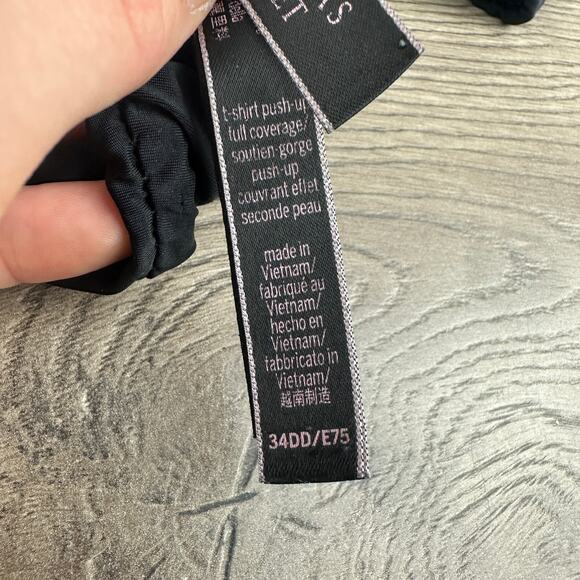 t-shirt push-up
full coverage/
soutien-gorge
push-up
couvrant effet
seconde peau
made in
Vietnam/
fabriqué au
Vietnam/
hecho en
Vietnam/
fabbricato in
Vietnam/
越南制造
34DD/E75